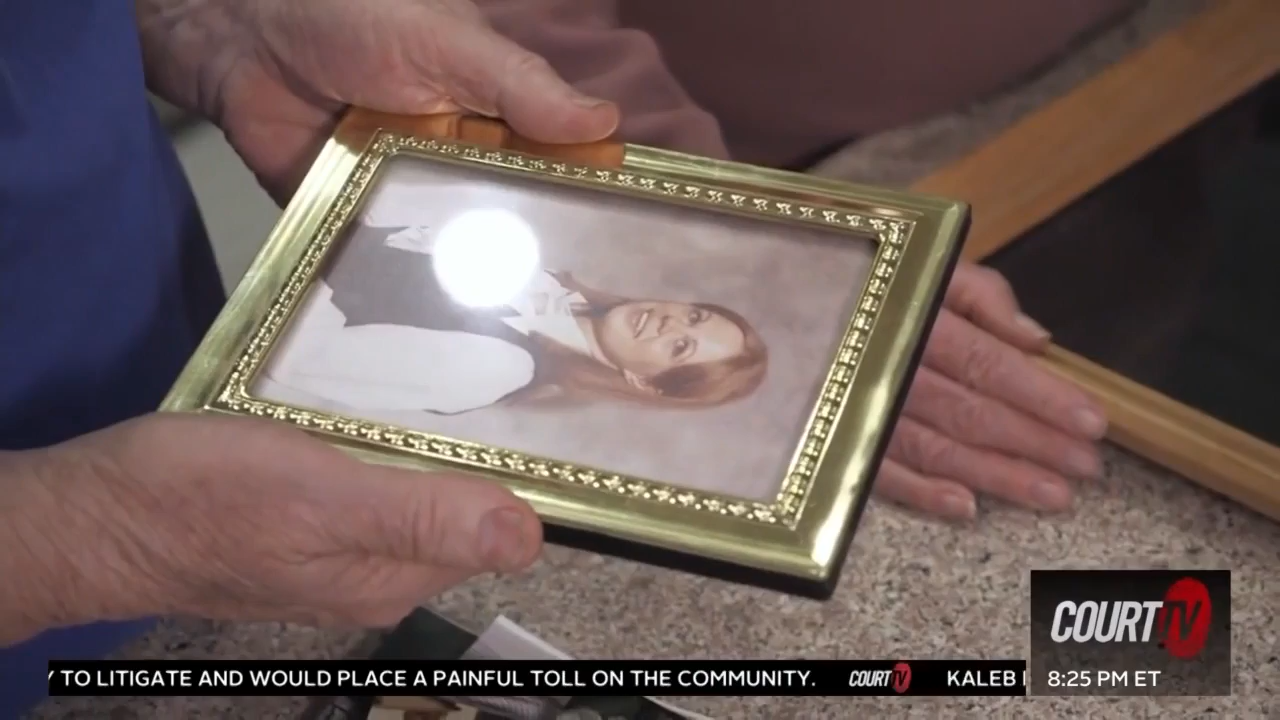 TO LITIGATE AND WOULD PLACE A PAINFUL TOLL ON THE COMMUNITY. COURT TV KALEB
COURT TV
8:25 PM ET